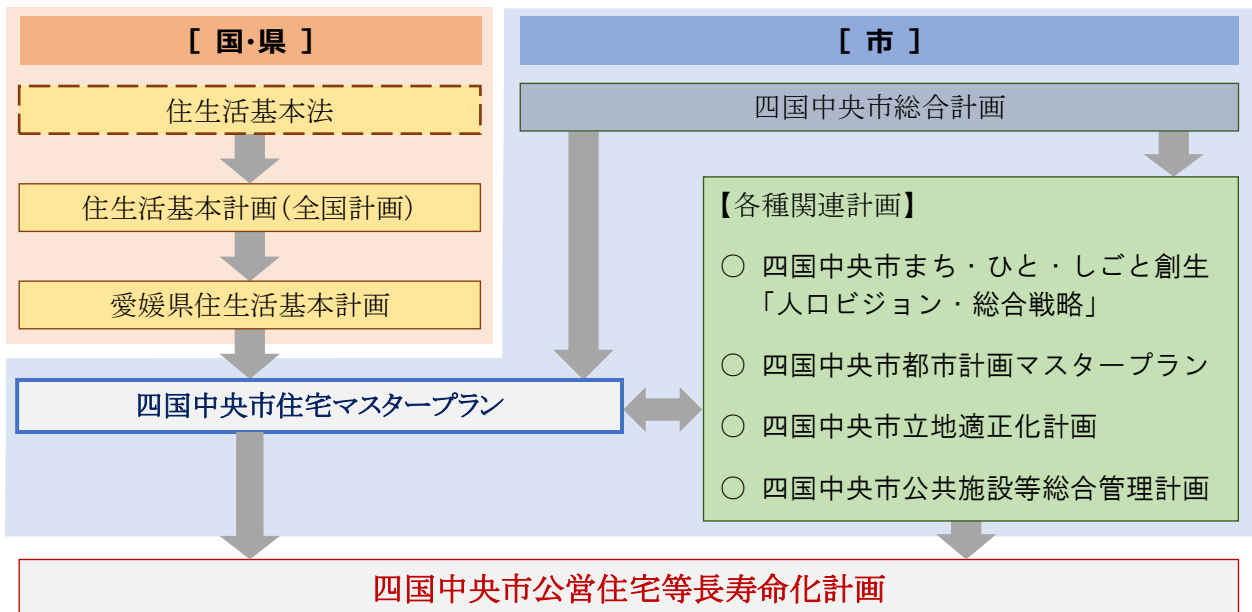 [ 国・県 ]
住生活基本法
住生活基本計画(全国計画)
愛媛県住生活基本計画
[ 市 ]
四国中央市総合計画
【各種関連計画】
○ 四国中央市まち・ひと・しごと創生
「人口ビジョン・総合戦略」
○ 四国中央市都市計画マスタープラン
○ 四国中央市立地適正化計画
○ 四国中央市公共施設等総合管理計画
四国中央市住宅マスタープラン
四国中央市公営住宅等長寿命化計画